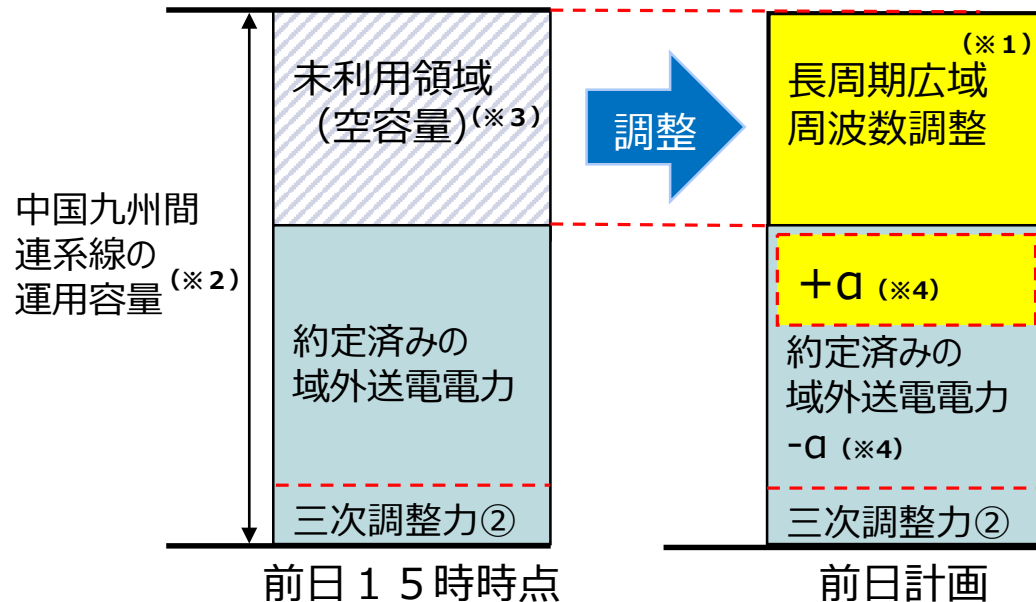 中国九州間
連系線の
運用容量(※2)
未利用領域
(空容量)(※3)
約定済みの
域外送電電力
三次調整力②
前日15時時点
調整
(※1)
長周期広域
周波数調整
+α(※4)
約定済みの
域外送電電力
-α(※4)
三次調整力②
前日計画